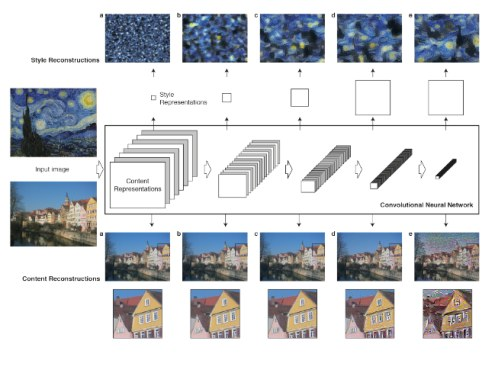 a b c d e
Style Reconstructions
Style
Representations
Input image
Content
Representations
Convolutional Neural Network
a b c d e
Content Reconstructions